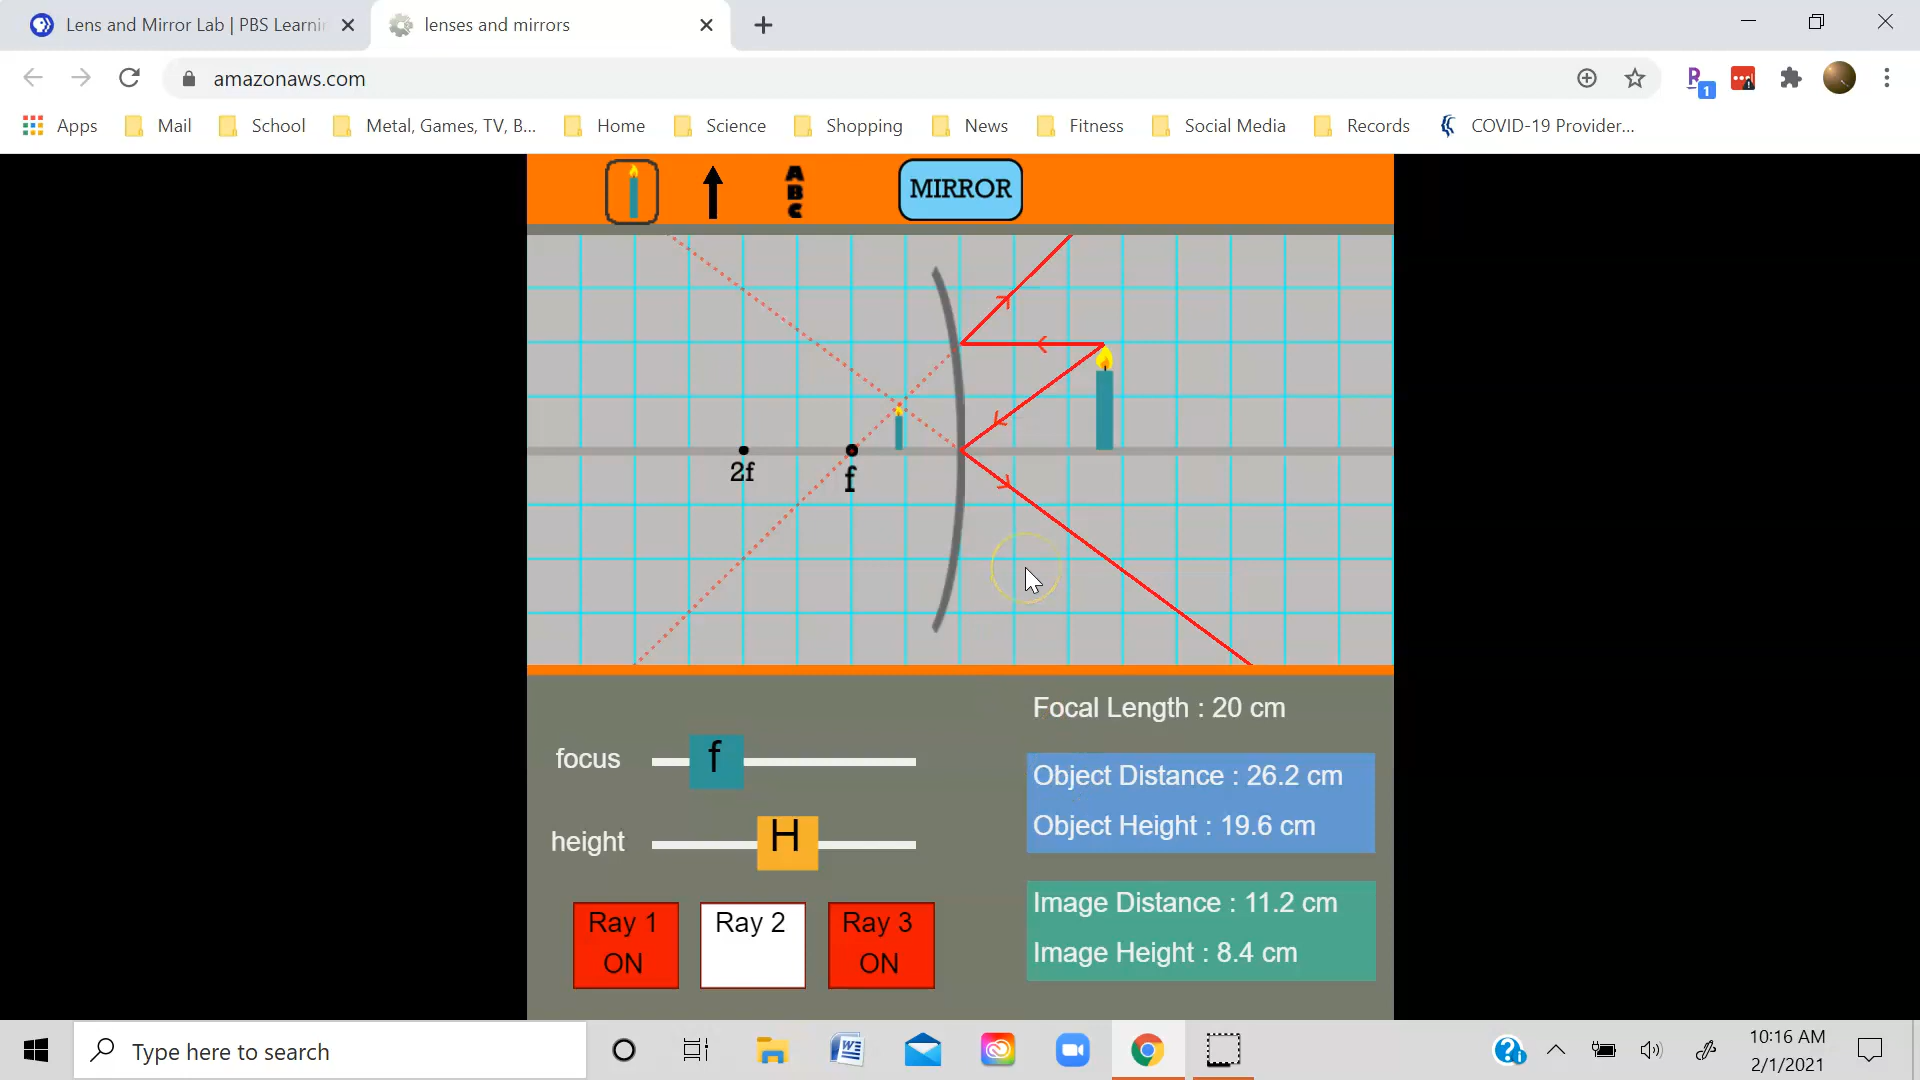 Lens and Mirror Lab | PBS Learni
lenses and mirrors
amazonaws.com
R 1
Apps
Mail
School
Metal, Games, TV, B...
Home
Science
Shopping
News
Fitness
Social Media
Records
COVID-19 Provider...
A
B
C
MIRROR
2f
f
Focal Length : 20 cm
focus
f
Object Distance : 26.2 cm
Object Height : 19.6 cm
height
H
Image Distance : 11.2 cm
Image Height : 8.4 cm
Ray 1
ON
Ray 2
Ray 3
ON
Type here to search
10:16 AM
2/1/2021